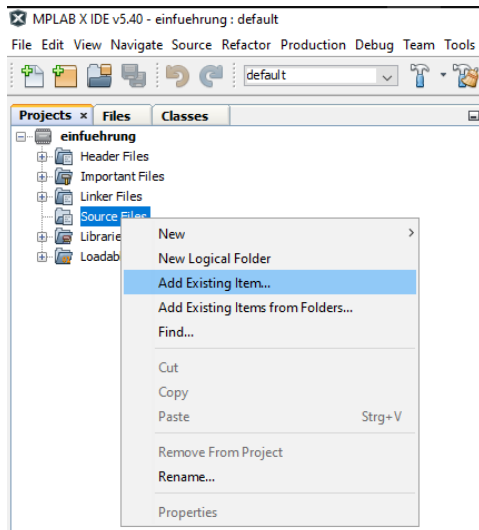 MPLAB X IDE v5.40 - einfuehrung : default
File Edit View Navigate Source Refactor Production Debug Team Tools
default
Projects × Files Classes
einfuehrung
Header Files
Important Files
Linker Files
Source Files
Librarie
Loadab
New >
New Logical Folder
Add Existing Item...
Add Existing Items from Folders...
Find...
Cut
Copy
Paste Strg+V
Remove From Project
Rename...
Properties